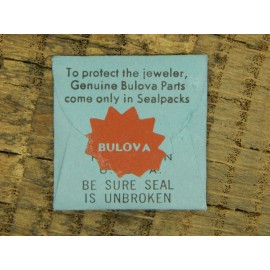 To protect the jeweler,
Genuine Bulova Parts
come only in Sealpacks
BULOVA
BE SURE SEAL
IS UNBROKEN